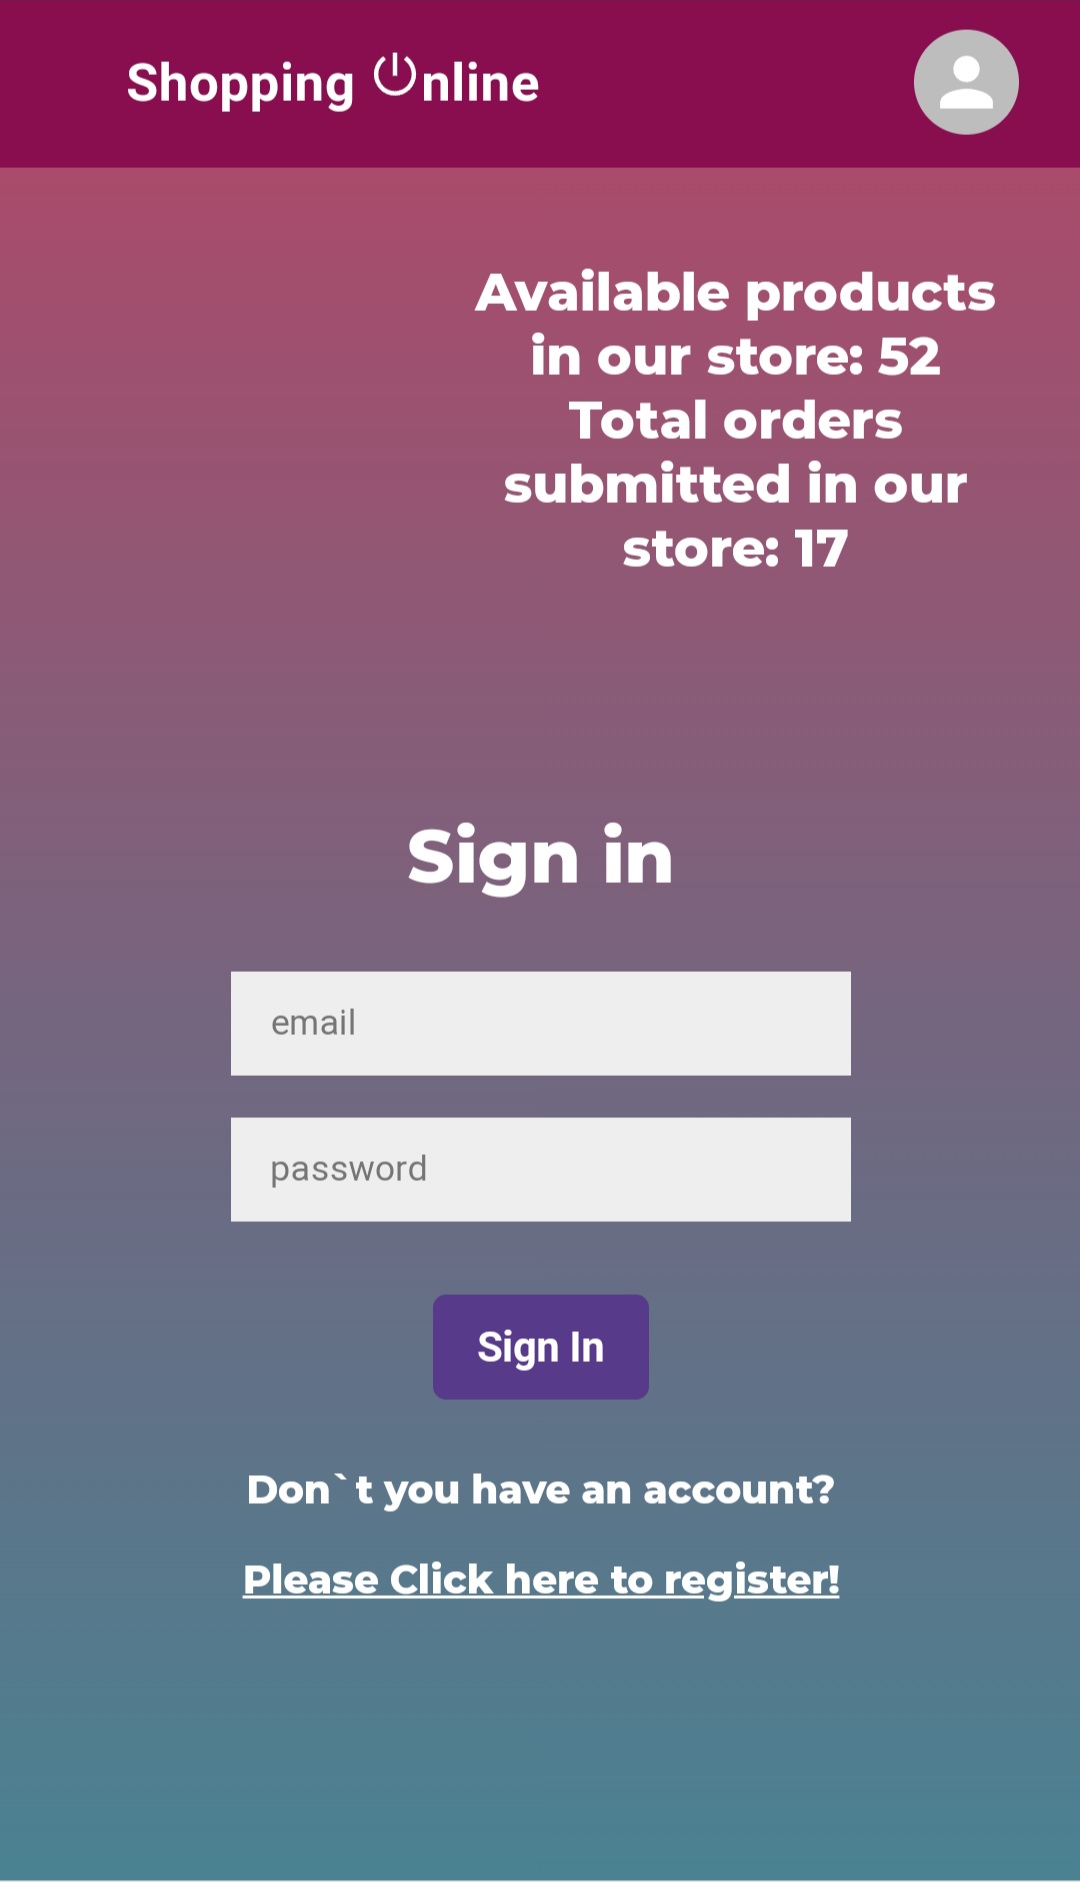 Shopping nline
Available products
in our store: 52
Total orders
submitted in our
store: 17
Sign in
email
password
Sign In
Don`t you have an account?
Please Click here to register!